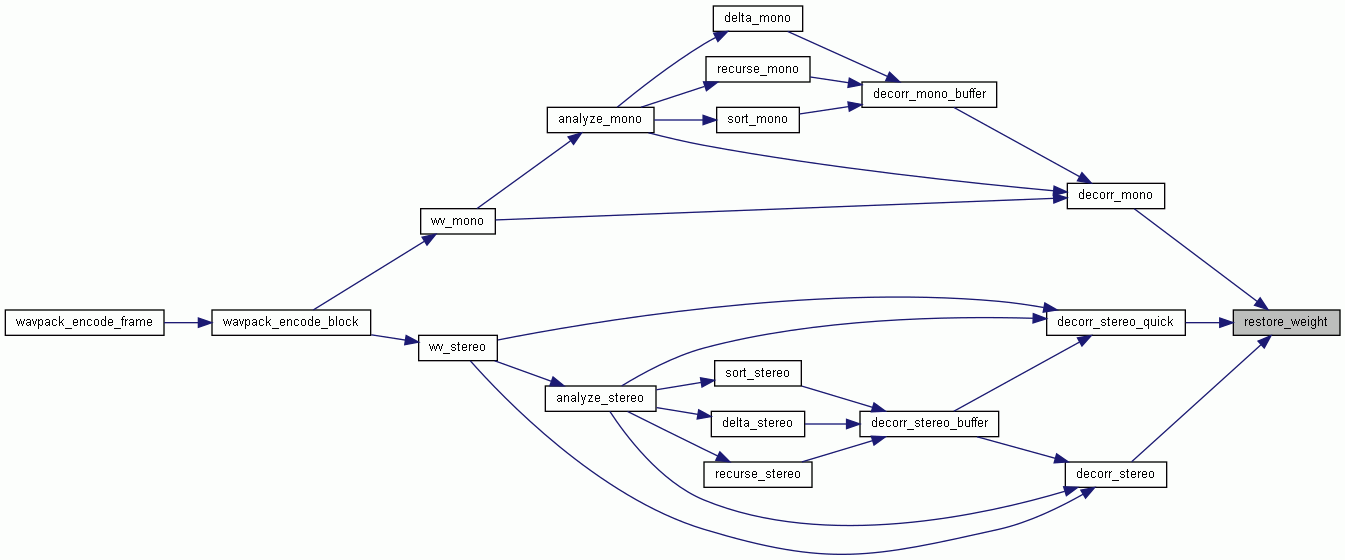 delta_mono
recurse_mono
decorr_mono_buffer
analyze_mono
sort_mono
decorr_mono
wv_mono
wavpack_encode_frame
wavpack_encode_block
decorr_stereo_quick
restore_weight
wv_stereo
sort_stereo
analyze_stereo
delta_stereo
decorr_stereo_buffer
recurse_stereo
decorr_stereo